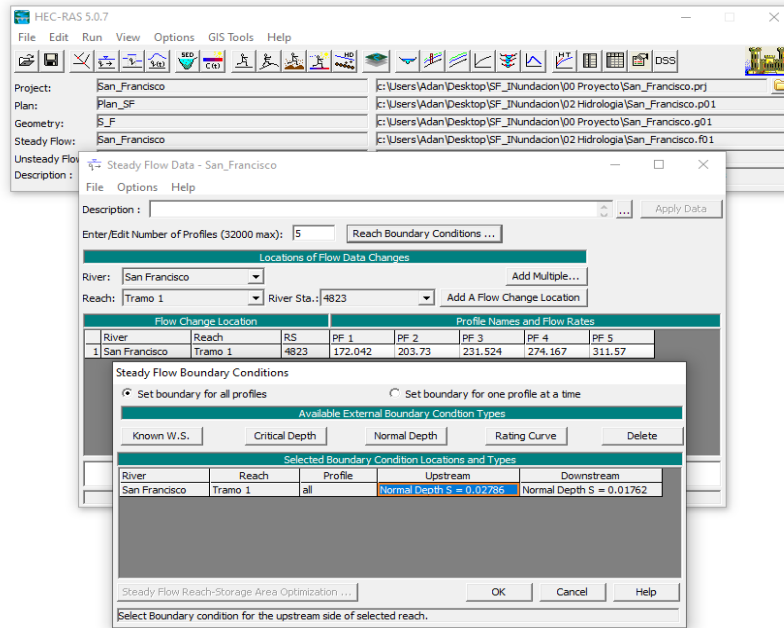 HEC-RAS 5.0.7
File Edit Run View Options GIS Tools Help
SED C(t) HD HT DSS
Project: San_Francisco c:\Users\Adan\Desktop\SF_INundacion\00 Proyecto\San_Francisco.prj
Plan: Plan_SF c:\Users\Adan\Desktop\SF_INundacion\02 Hidrologia\San_Francisco.p01
Geometry: S_F c:\Users\Adan\Desktop\SF_INundacion\00 Proyecto\San_Francisco.g01
Steady Flow: San_Francisco c:\Users\Adan\Desktop\SF_INundacion\02 Hidrologia\San_Francisco.f01
Unsteady Flow
Description :
Steady Flow Data - San_Francisco
File Options Help
Description : ... Apply Data
Enter/Edit Number of Profiles (32000 max): 5 Reach Boundary Conditions ...
Locations of Flow Data Changes
River: San Francisco Add Multiple...
Reach: Tramo 1 River Sta.: 4823 Add A Flow Change Location
Flow Change Location Profile Names and Flow Rates
River Reach RS PF 1 PF 2 PF 3 PF 4 PF 5
1 San Francisco Tramo 1 4823 172.042 203.73 231.524 274.167 311.57
Steady Flow Boundary Conditions
Set boundary for all profiles Set boundary for one profile at a time
Available External Boundary Condtion Types
Known W.S. Critical Depth Normal Depth Rating Curve Delete
Selected Boundary Condition Locations and Types
River Reach Profile Upstream Downstream
San Francisco Tramo 1 all Normal Depth S = 0.02786 Normal Depth S = 0.01762
Steady Flow Reach-Storage Area Optimization ... OK Cancel Help
Select Boundary condition for the upstream side of selected reach.